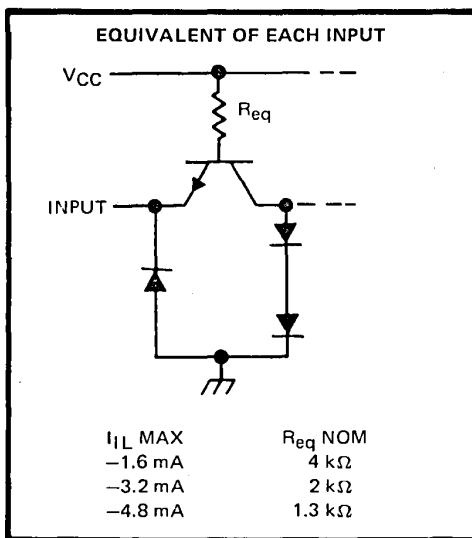 EQUIVALENT OF EACH INPUT
VCC
Req
INPUT
IIL MAX Req NOM
−1.6 mA 4 kΩ
−3.2 mA 2 kΩ
−4.8 mA 1.3 kΩ